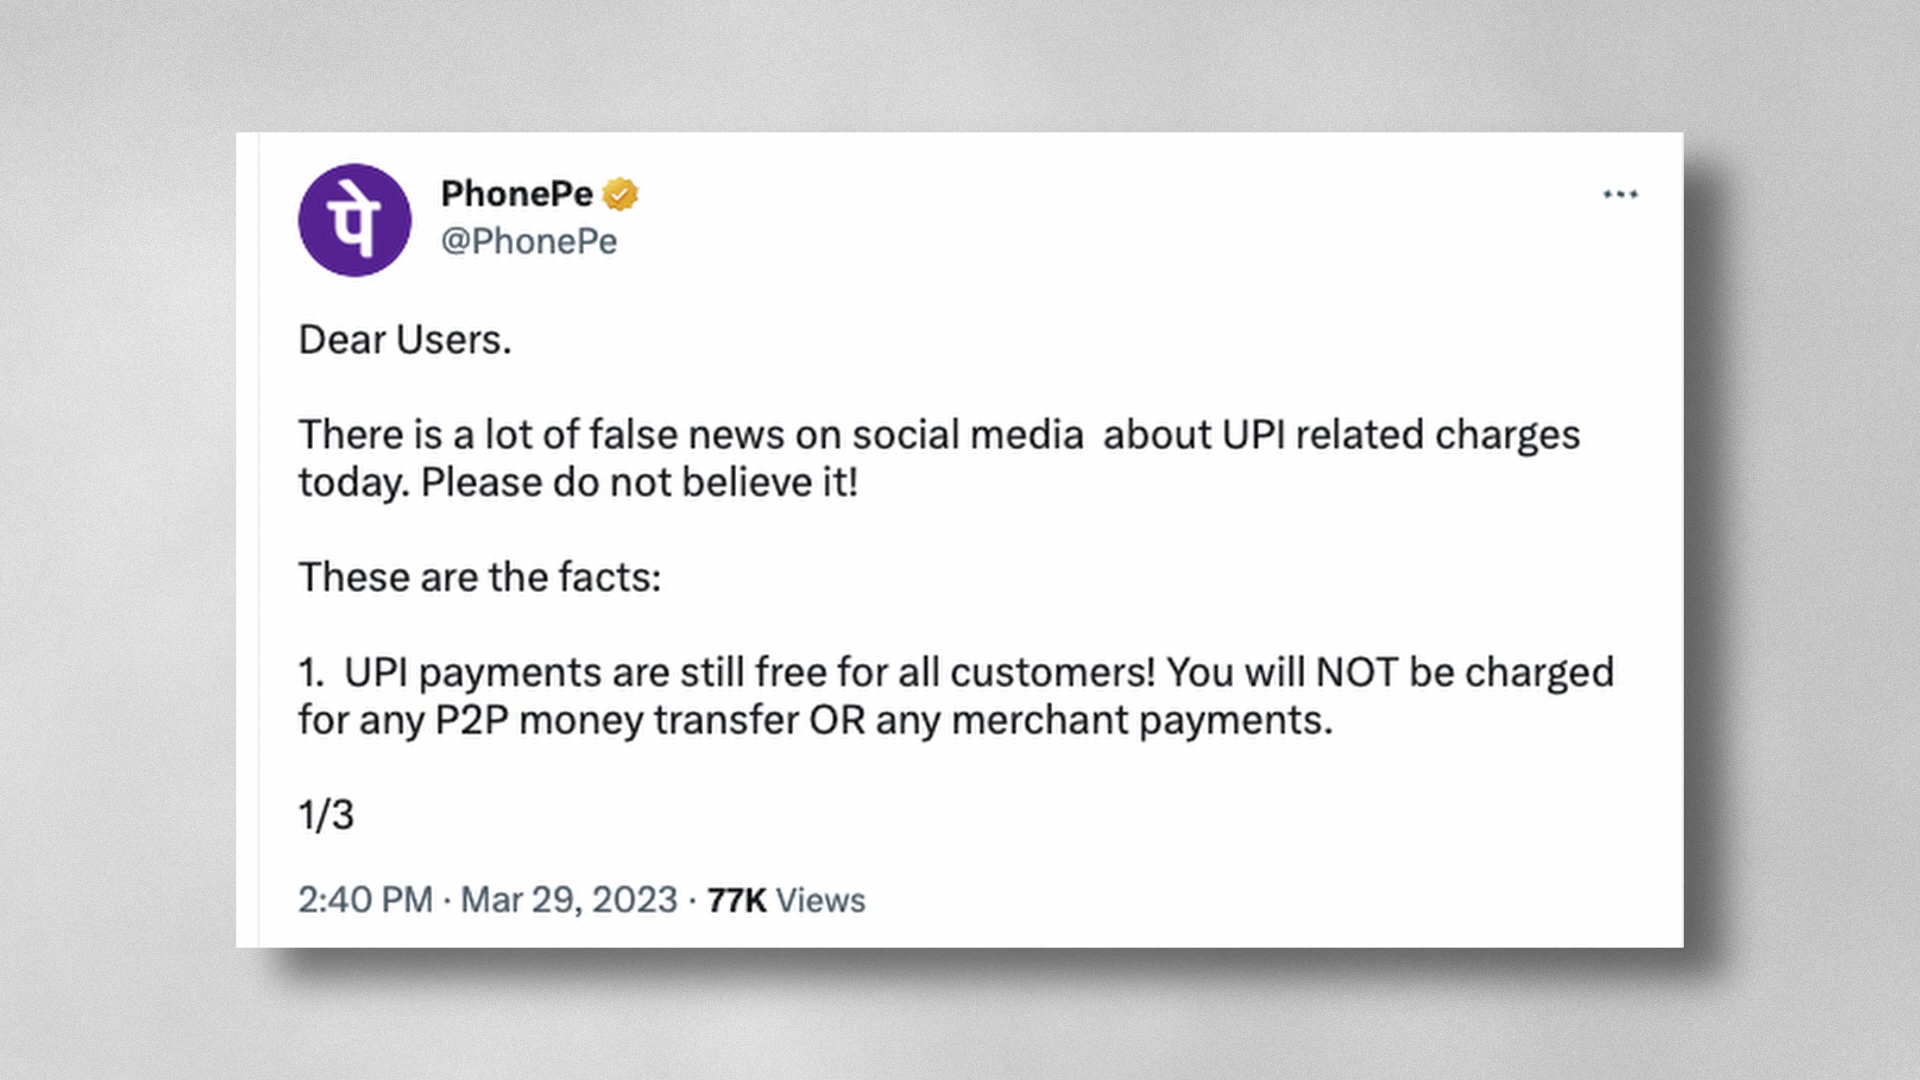 पे
PhonePe
@PhonePe
Dear Users.
There is a lot of false news on social media  about UPI related charges
today. Please do not believe it!
These are the facts:
1.  UPI payments are still free for all customers! You will NOT be charged
for any P2P money transfer OR any merchant payments.
1/3
2:40 PM · Mar 29, 2023 · 77K Views